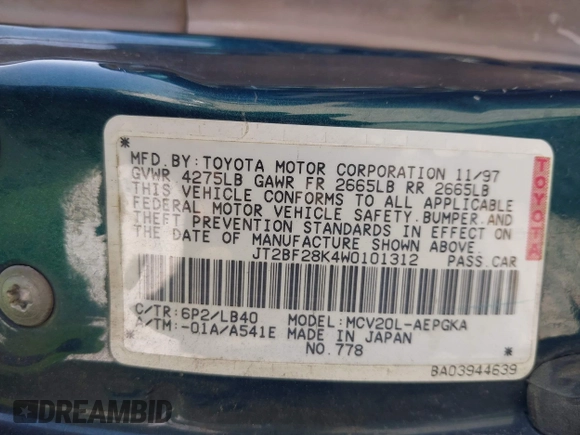 MFD.BY:TOYOTA MOTOR CORPORATION 11/97
GVWR 4275LB GAWR FR 2665LB RR 2665LB
THIS VEHICLE CONFORMS TO ALL APPLICABLE
FEDERAL MOTOR VEHICLE SAFETY.BUMPER.AND
THEFT PREVENTION STANDARDS IN EFFECT ON
THE DATE OF MANUFACTURE SHOWN ABOVE.
JT2BF28K4W0101312 PASS.CAR
C/TR:6P2/LB40 MODEL:MCV20L-AEPGKA
A/TM:-01A/A541E MADE IN JAPAN
NO.778
BA03944639
TOYOTA
DREAMBID